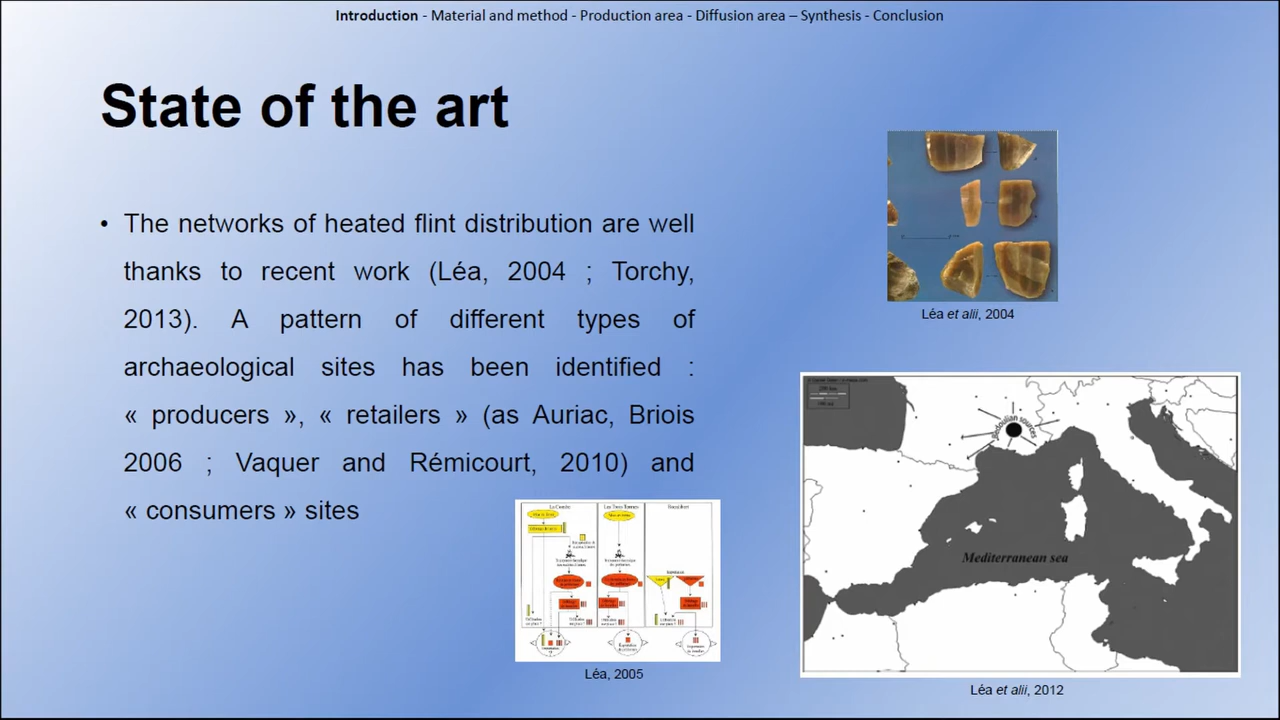 Introduction - Material and method - Production area - Diffusion area – Synthesis - Conclusion
State of the art
• The networks of heated flint distribution are well
thanks to recent work (Léa, 2004 ; Torchy,
2013). A pattern of different types of
archaeological sites has been identified :
« producers », « retailers » (as Auriac, Briois
2006 ; Vaquer and Rémicourt, 2010) and
« consumers » sites
Léa et alii, 2004
Bedoulian sources
Mediterranean sea
Léa et alii, 2012
Léa, 2005